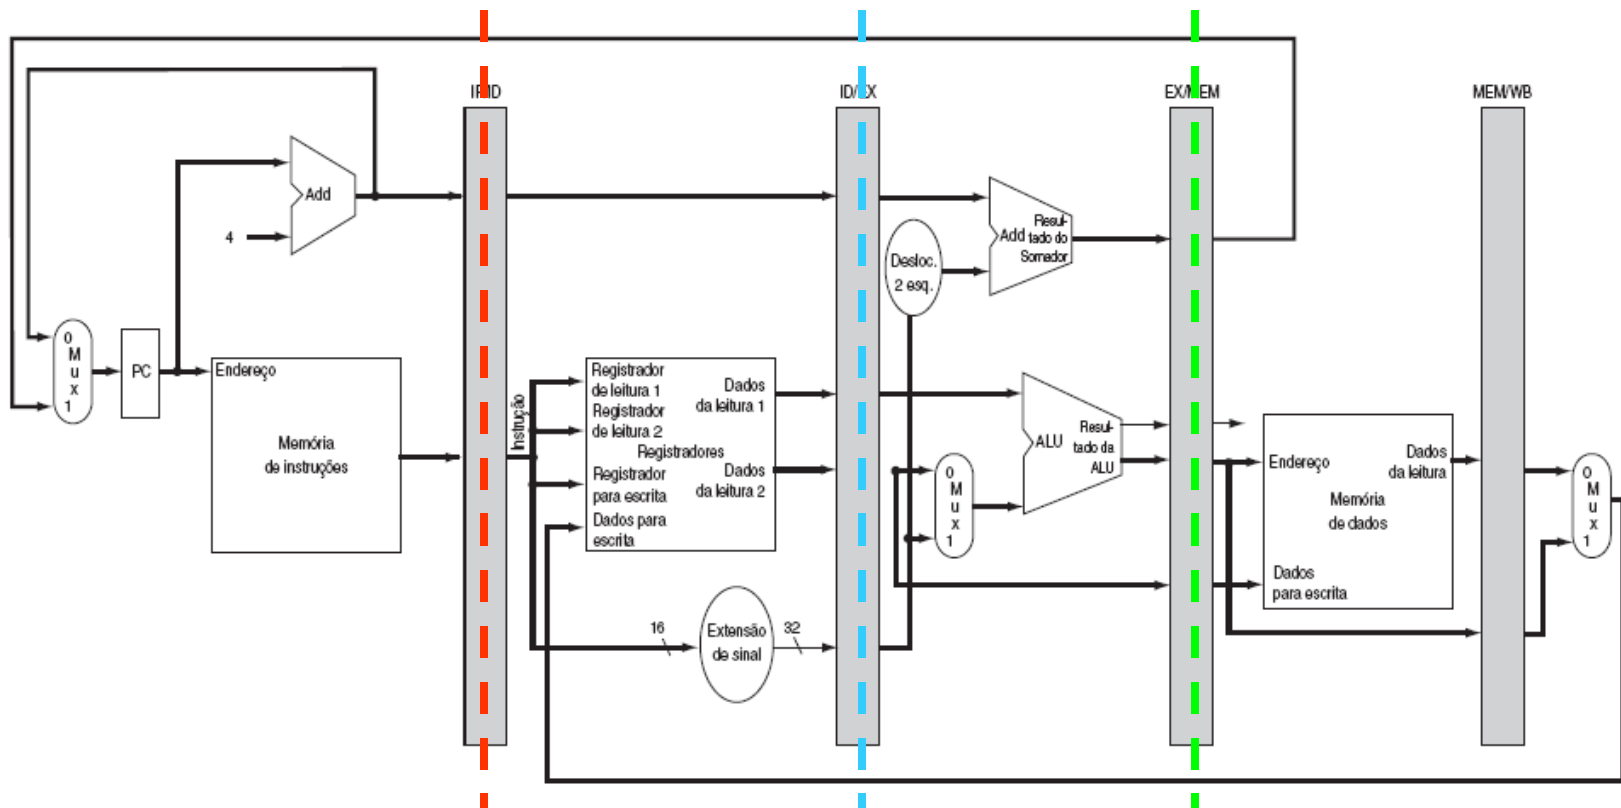 IF/ID
ID/EX
EX/MEM
MEM/WB
Add
4
0
M
u
x
1
PC
Endereço
Memória
de instruções
Instrução
Registrador
de leitura 1
Registrador
de leitura 2
Registradores
Registrador
para escrita
Dados para
escrita
Dados
da leitura 1
Dados
da leitura 2
16
Extensão
de sinal
32
Desloc.
2 esq.
Add
Resul-
tado do
Somador
0
M
u
x
1
ALU
Resul-
tado da
ALU
Endereço
Dados
da leitura
Memória
de dados
Dados
para escrita
0
M
u
x
1